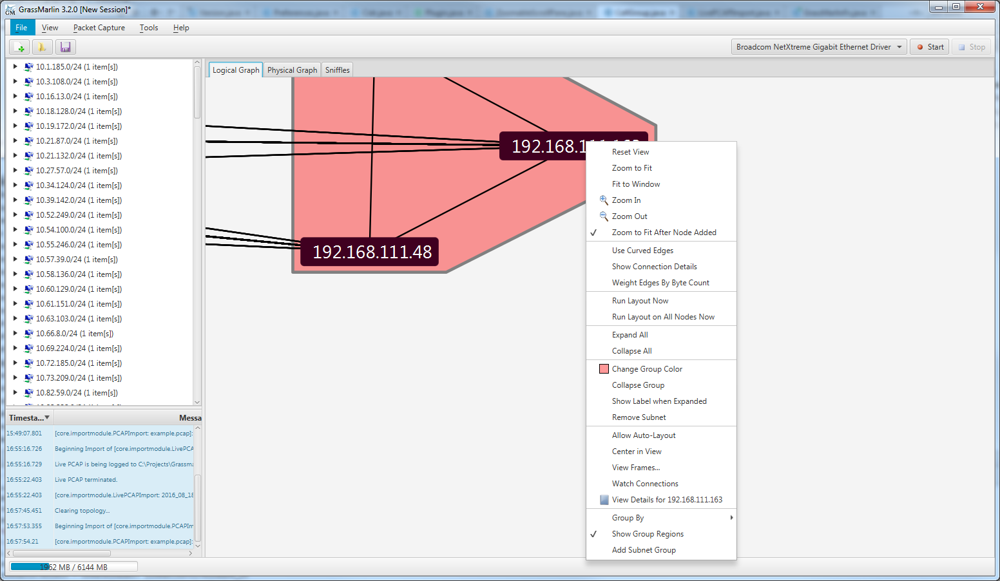 GM GrassMarlin 3.2.0 [New Session]*
File View Packet Capture Tools Help
Broadcom NetXtreme Gigabit Ethernet Driver Start Stop
10.1.185.0/24 (1 item[s])
10.3.108.0/24 (1 item[s])
10.16.13.0/24 (1 item[s])
10.18.128.0/24 (1 item[s])
10.19.172.0/24 (1 item[s])
10.21.87.0/24 (1 item[s])
10.21.132.0/24 (1 item[s])
10.27.57.0/24 (1 item[s])
10.34.124.0/24 (1 item[s])
10.39.142.0/24 (1 item[s])
10.52.249.0/24 (1 item[s])
10.54.100.0/24 (1 item[s])
10.55.246.0/24 (1 item[s])
10.57.39.0/24 (1 item[s])
10.58.136.0/24 (1 item[s])
10.60.129.0/24 (1 item[s])
10.61.151.0/24 (1 item[s])
10.63.103.0/24 (1 item[s])
10.66.8.0/24 (1 item[s])
10.69.224.0/24 (1 item[s])
10.72.185.0/24 (1 item[s])
10.73.209.0/24 (1 item[s])
10.82.59.0/24 (1 item[s])
Timesta... Messa
15:49:07.801 [core.importmodule.PCAPImport: example.pcap]:
16:55:16.726 Beginning Import of [core.importmodule.LivePCA
16:55:16.729 Live PCAP is being logged to C:\Projects\Grassma
16:55:22.403 Live PCAP terminated.
16:55:22.403 [core.importmodule.LivePCAPImport: 2016_08_18
16:57:45.451 Clearing topology...
16:57:53.355 Beginning Import of [core.importmodule.PCAPIm
16:57:54.21 [core.importmodule.PCAPImport: example.pcap]:
1962 MB / 6144 MB
Logical Graph Physical Graph Sniffles
192.168.111.163
192.168.111.48
Reset View
Zoom to Fit
Fit to Window
Zoom In
Zoom Out
Zoom to Fit After Node Added
Use Curved Edges
Show Connection Details
Weight Edges By Byte Count
Run Layout Now
Run Layout on All Nodes Now
Expand All
Collapse All
Change Group Color
Collapse Group
Show Label when Expanded
Remove Subnet
Allow Auto-Layout
Center in View
View Frames...
Watch Connections
View Details for 192.168.111.163
Group By
Show Group Regions
Add Subnet Group